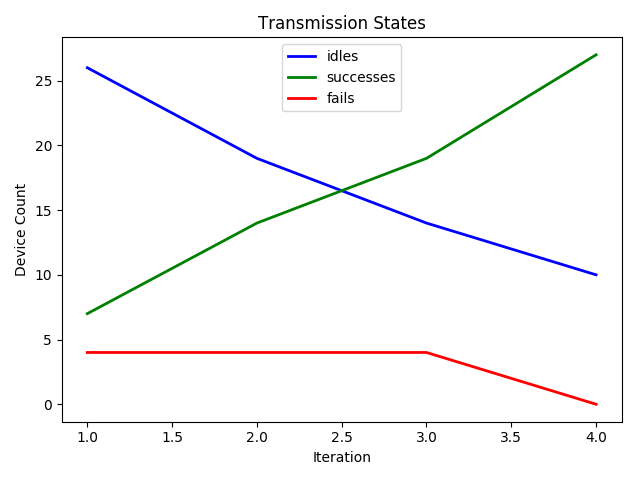 Transmission States
idles
successes
fails
Device Count
25
20
15
10
5
0
1.0 1.5 2.0 2.5 3.0 3.5 4.0
Iteration